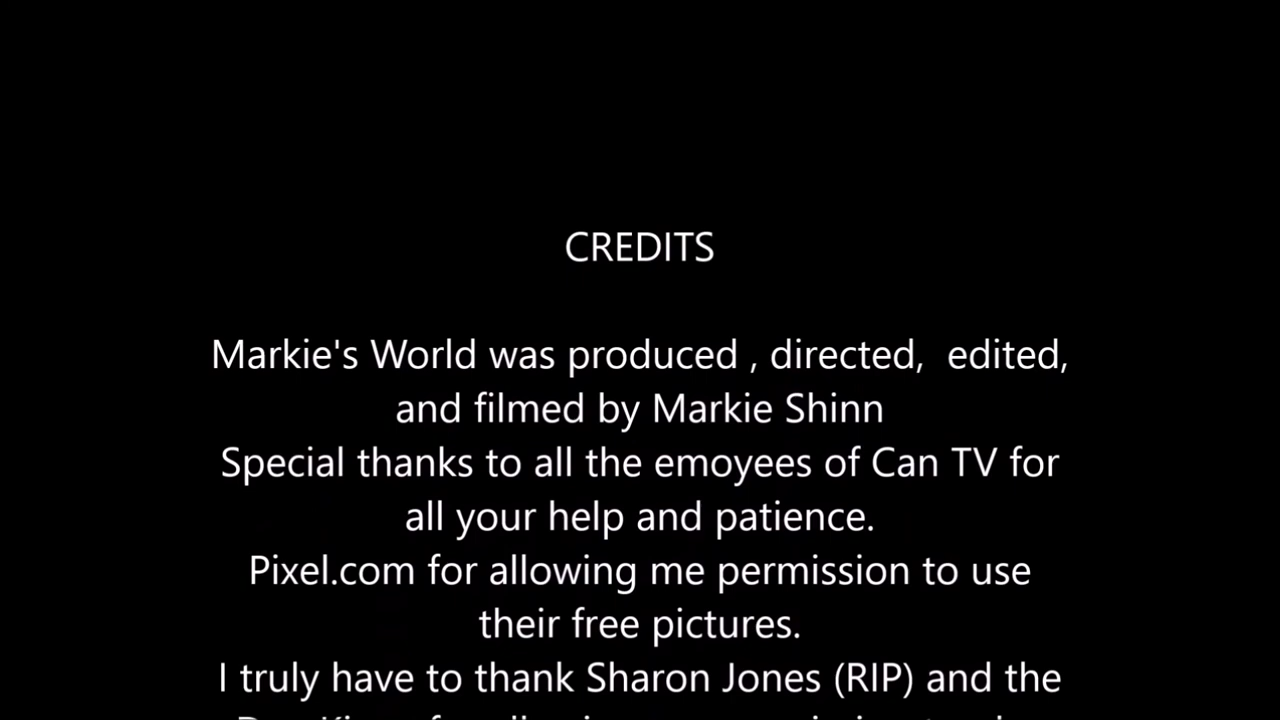 CREDITS
Markie's World was produced , directed,  edited,
and filmed by Markie Shinn
Special thanks to all the emoyees of Can TV for
all your help and patience.
Pixel.com for allowing me permission to use
their free pictures.
I truly have to thank Sharon Jones (RIP) and the